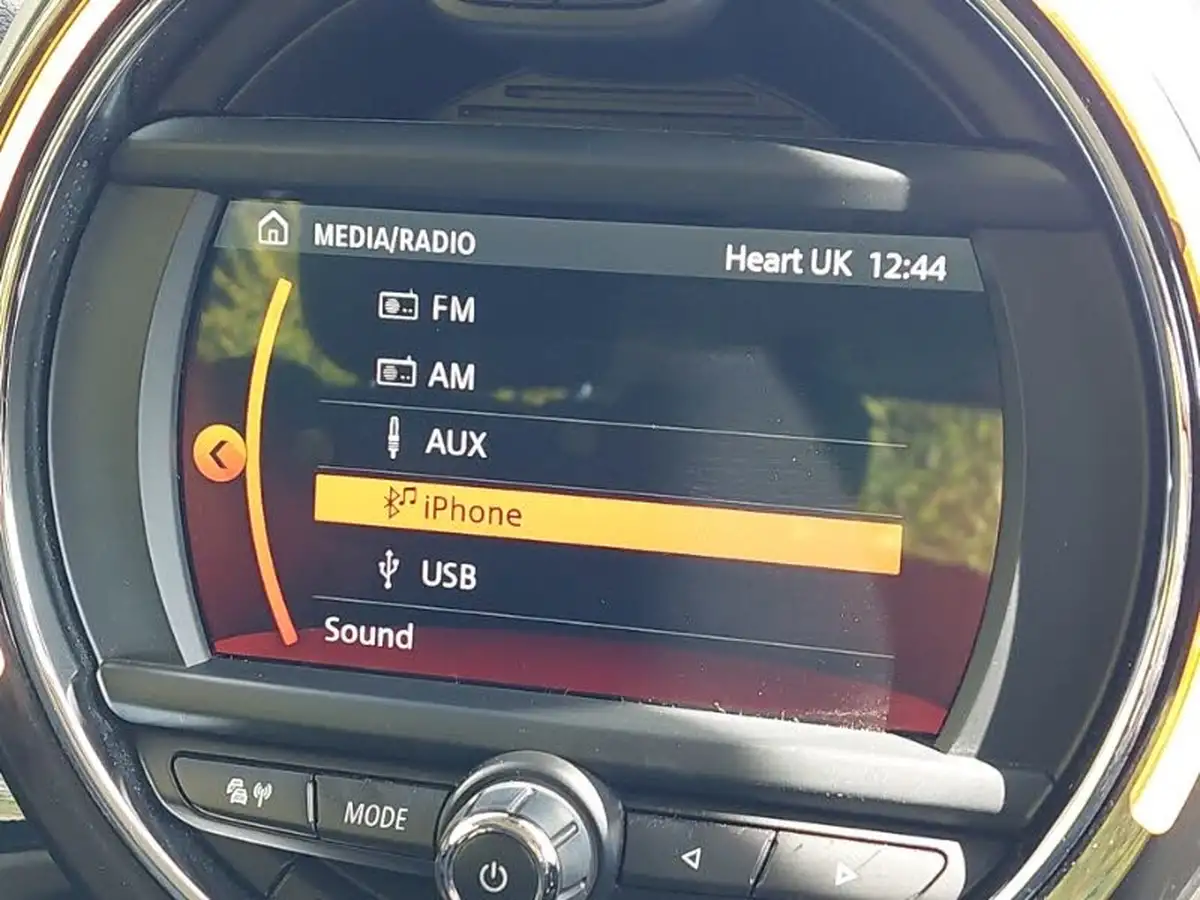 MEDIA/RADIO Heart UK 12:44
FM
AM
AUX
iPhone
USB
Sound
MODE